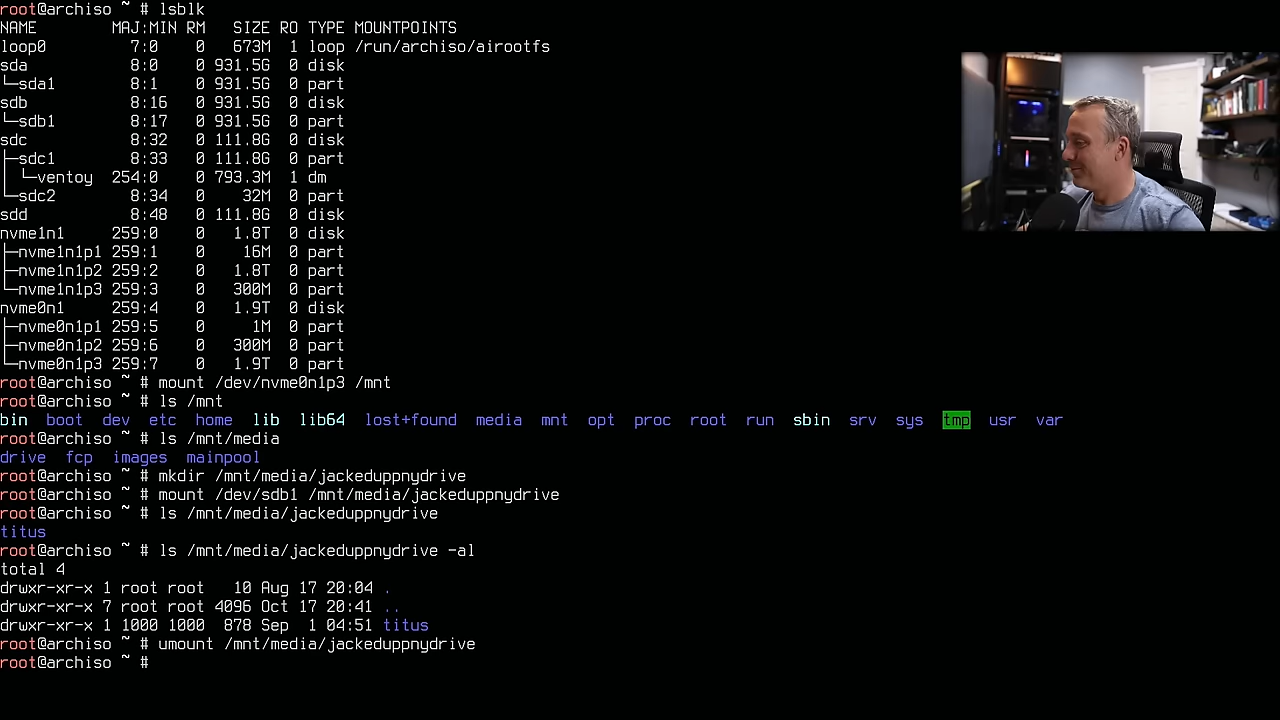 root@archiso ~ # lsblk
NAME        MAJ:MIN RM   SIZE RO TYPE MOUNTPOINTS
loop0         7:0    0   673M  1 loop /run/archiso/airootfs
sda           8:0    0 931.5G  0 disk
└─sda1        8:1    0 931.5G  0 part
sdb           8:16   0 931.5G  0 disk
└─sdb1        8:17   0 931.5G  0 part
sdc           8:32   0 111.8G  0 disk
├─sdc1        8:33   0 111.8G  0 part
│ └─ventoy  254:0    0 793.3M  1 dm
└─sdc2        8:34   0    32M  0 part
sdd           8:48   0 111.8G  0 disk
nvme1n1     259:0    0   1.8T  0 disk
├─nvme1n1p1 259:1    0    16M  0 part
├─nvme1n1p2 259:2    0   1.8T  0 part
└─nvme1n1p3 259:3    0   300M  0 part
nvme0n1     259:4    0   1.9T  0 disk
├─nvme0n1p1 259:5    0     1M  0 part
├─nvme0n1p2 259:6    0   300M  0 part
└─nvme0n1p3 259:7    0   1.9T  0 part
root@archiso ~ # mount /dev/nvme0n1p3 /mnt
root@archiso ~ # ls /mnt
bin  boot  dev  etc  home  lib  lib64  lost+found  media  mnt  opt  proc  root  run  sbin  srv  sys  tmp  usr  var
root@archiso ~ # ls /mnt/media
drive  fcp  images  mainpool
root@archiso ~ # mkdir /mnt/media/jackeduppnydrive
root@archiso ~ # mount /dev/sdb1 /mnt/media/jackeduppnydrive
root@archiso ~ # ls /mnt/media/jackeduppnydrive
titus
root@archiso ~ # ls /mnt/media/jackeduppnydrive -al
total 4
drwxr-xr-x 1 root root   10 Aug 17 20:04 .
drwxr-xr-x 7 root root 4096 Oct 17 20:41 ..
drwxr-xr-x 1 1000 1000  878 Sep  1 04:51 titus
root@archiso ~ # umount /mnt/media/jackeduppnydrive
root@archiso ~ #